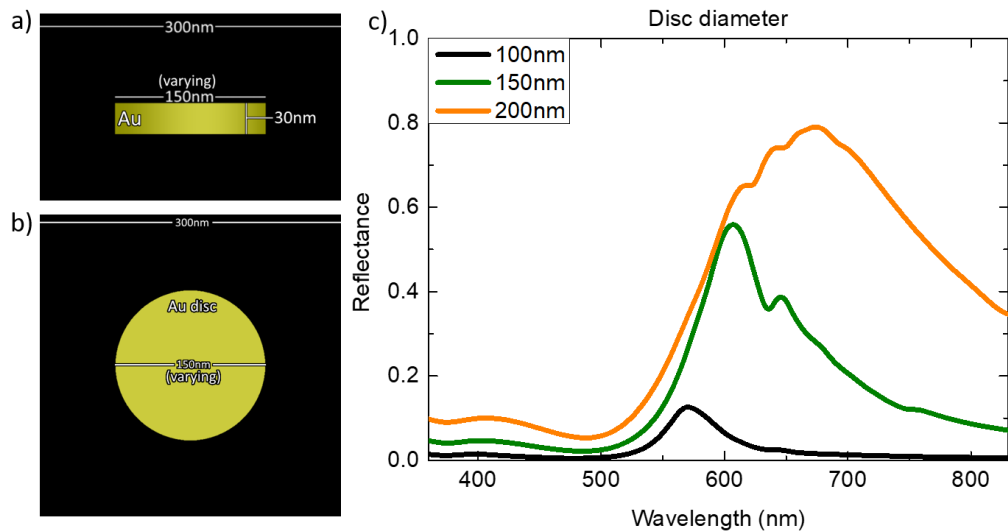 a)
300nm
(varying)
150nm
Au
30nm
b)
300nm
Au disc
150nm
(varying)
c)
Disc diameter
100nm
150nm
200nm
Reflectance
1.0
0.8
0.6
0.4
0.2
0.0
400 500 600 700 800
Wavelength (nm)